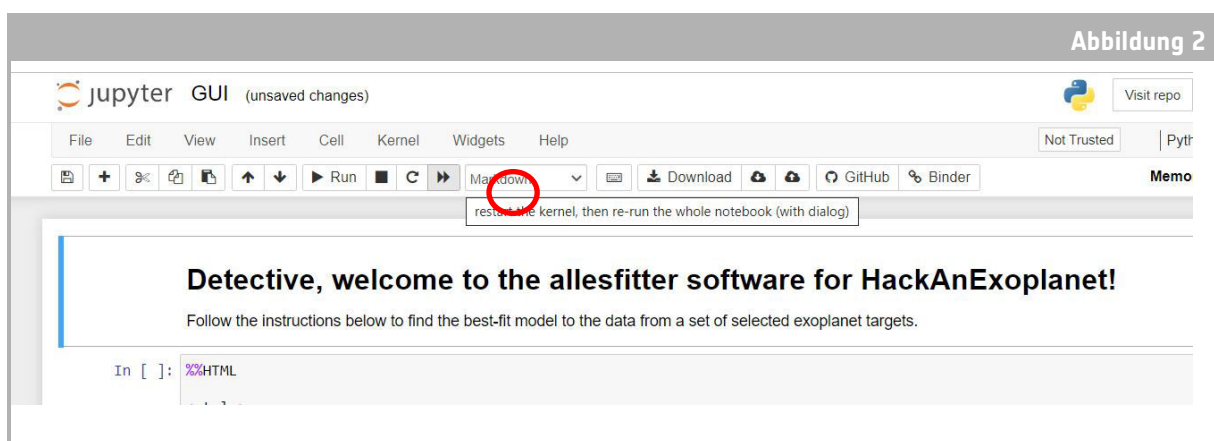 Abbildung 2
jupyter GUI (unsaved changes) Visit repo
File Edit View Insert Cell Kernel Widgets Help Not Trusted Pyth
Run Markdown Download GitHub Binder Memo
restart the kernel, then re-run the whole notebook (with dialog)
Detective, welcome to the allesfitter software for HackAnExoplanet!
Follow the instructions below to find the best-fit model to the data from a set of selected exoplanet targets.
In [ ]: %%HTML